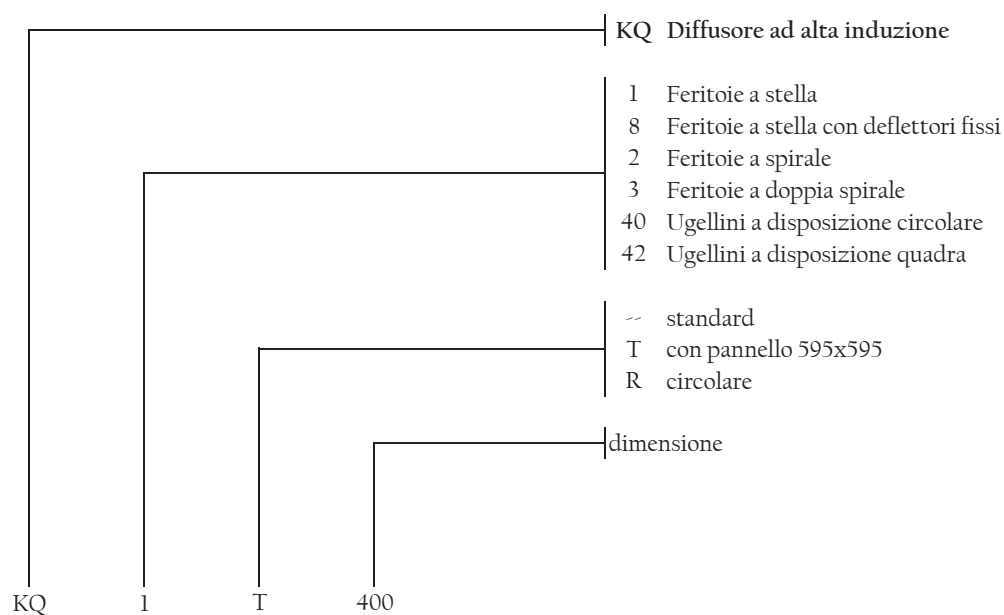 KQ Diffusore ad alta induzione
1 Feritoie a stella
8 Feritoie a stella con deflettori fissi
2 Feritoie a spirale
3 Feritoie a doppia spirale
40 Ugellini a disposizione circolare
42 Ugellini a disposizione quadra
-- standard
T con pannello 595x595
R circolare
dimensione
KQ 1 T 400